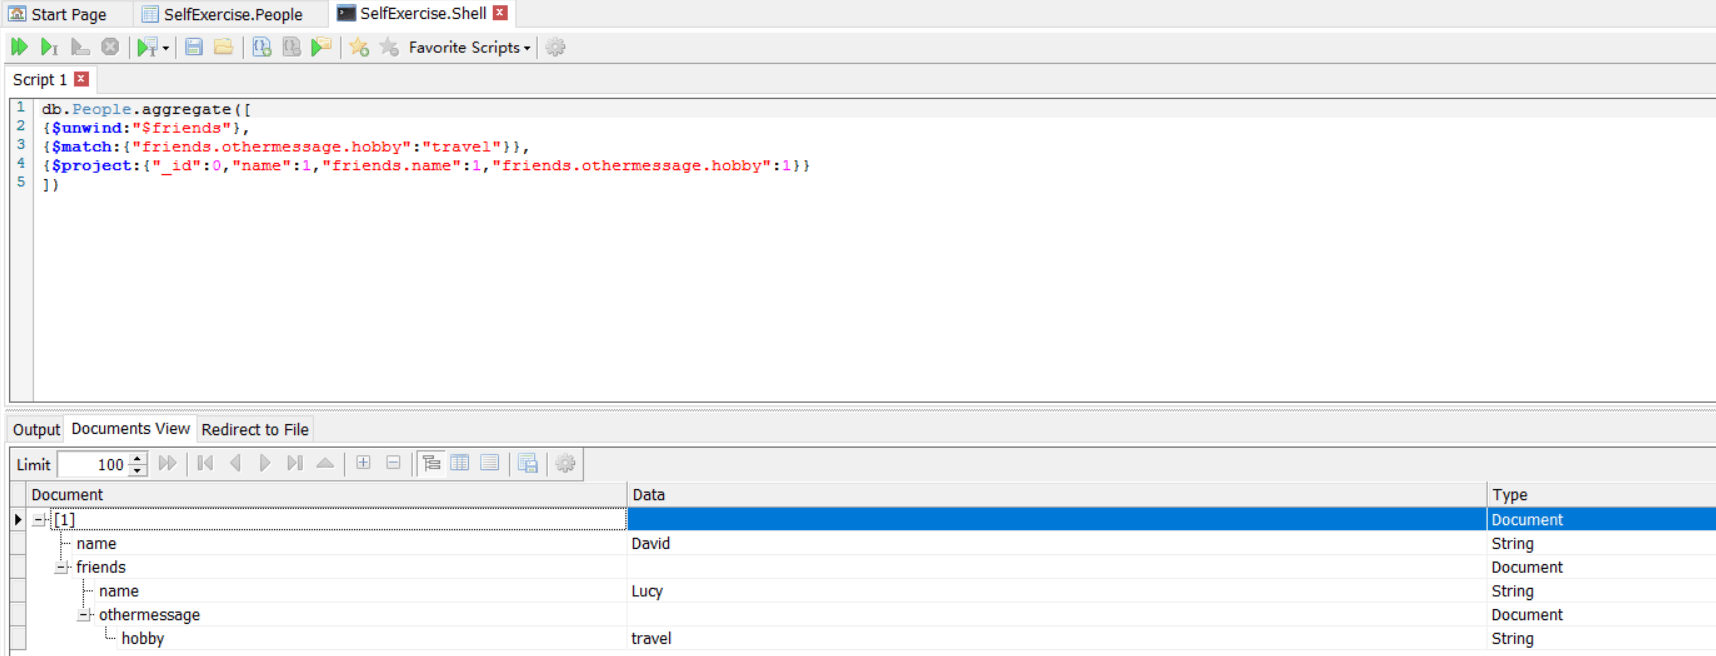 Start Page SelfExercise.People SelfExercise.Shell
Favorite Scripts
Script 1
1 db.People.aggregate([
2 {$unwind:"$friends"},
3 {$match:{"friends.othermessage.hobby":"travel"}},
4 {$project:{"_id":0,"name":1,"friends.name":1,"friends.othermessage.hobby":1}}
5 ])
Output Documents View Redirect to File
Limit 100
Document Data Type
[1] Document
name David String
friends Document
name Lucy String
othermessage Document
hobby travel String